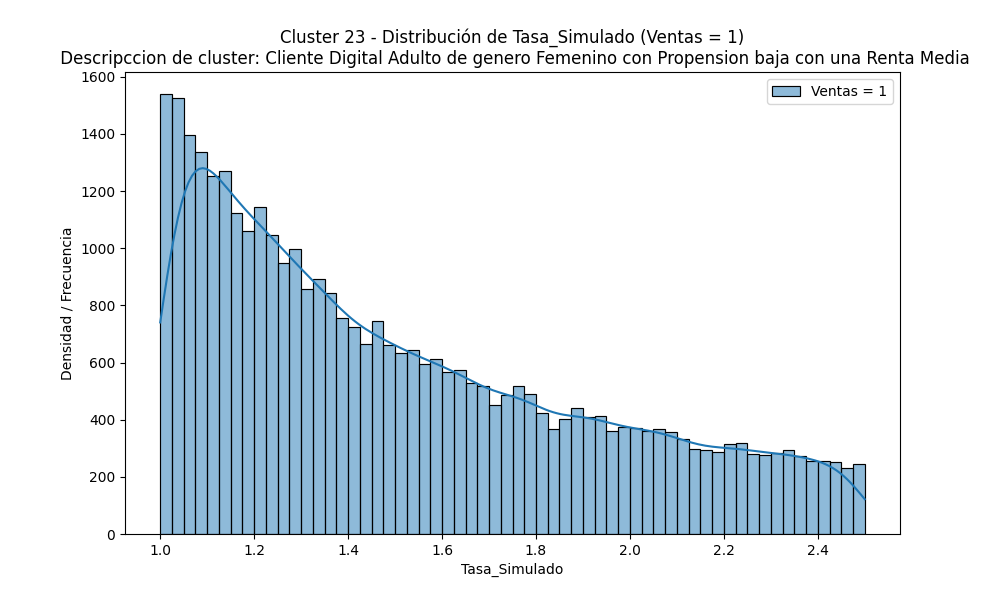 Cluster 23 - Distribución de Tasa_Simulado (Ventas = 1)
Descripccion de cluster: Cliente Digital Adulto de genero Femenino con Propension baja con una Renta Media
Ventas = 1
Densidad / Frecuencia
1600
1400
1200
1000
800
600
400
200
0
1.0 1.2 1.4 1.6 1.8 2.0 2.2 2.4
Tasa_Simulado